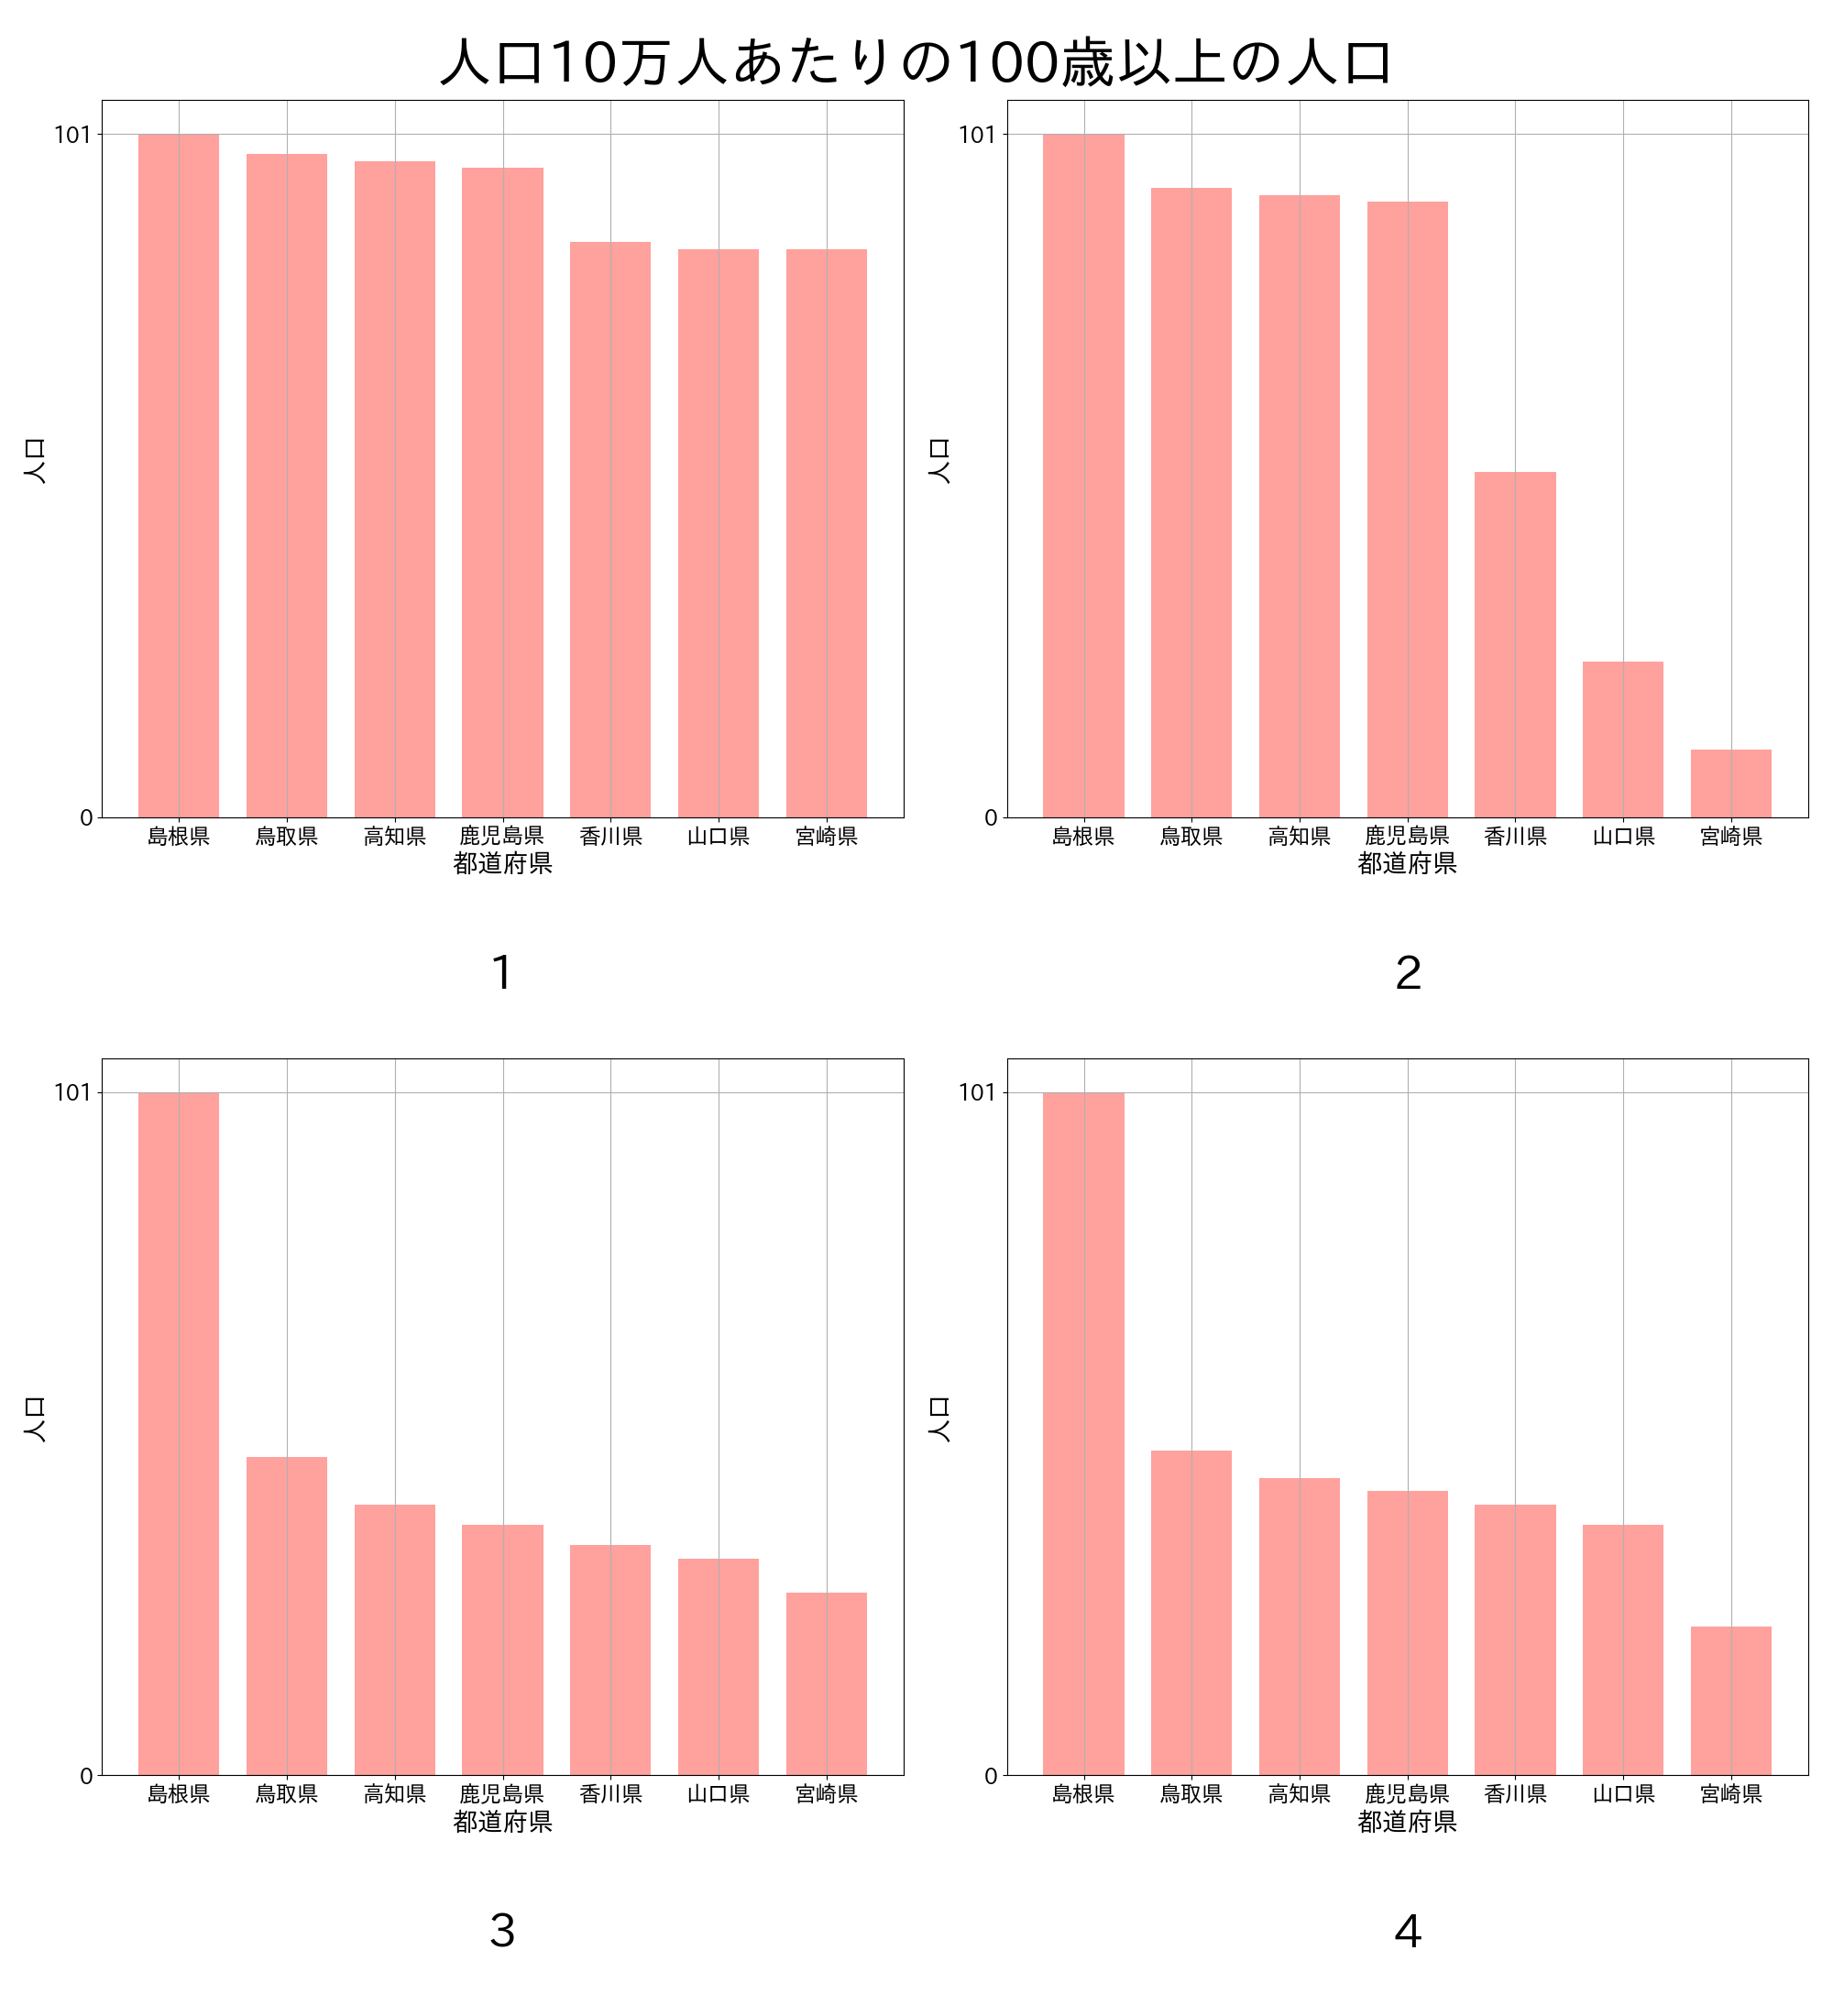 人口10万人あたりの100歳以上の人口
101
0
人口
島根県 鳥取県 高知県 鹿児島県 香川県 山口県 宮崎県
都道府県
1
101
0
人口
島根県 鳥取県 高知県 鹿児島県 香川県 山口県 宮崎県
都道府県
2
101
0
人口
島根県 鳥取県 高知県 鹿児島県 香川県 山口県 宮崎県
都道府県
3
101
0
人口
島根県 鳥取県 高知県 鹿児島県 香川県 山口県 宮崎県
都道府県
4